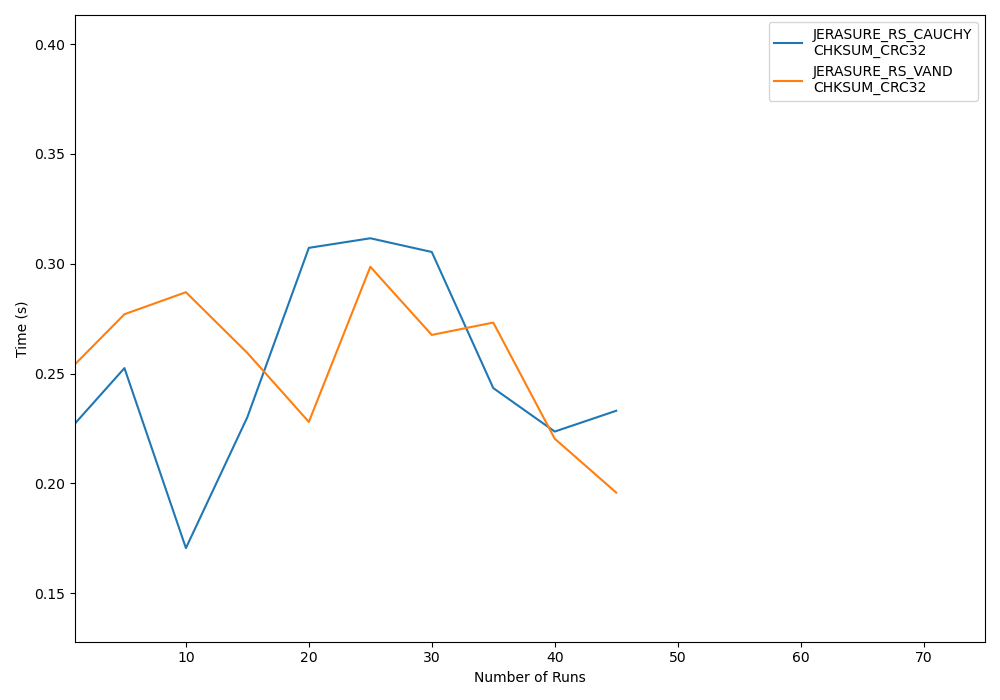 0.40
0.35
0.30
0.25
0.20
0.15
Time (s)
10 20 30 40 50 60 70
Number of Runs
JERASURE_RS_CAUCHY
CHKSUM_CRC32
JERASURE_RS_VAND
CHKSUM_CRC32